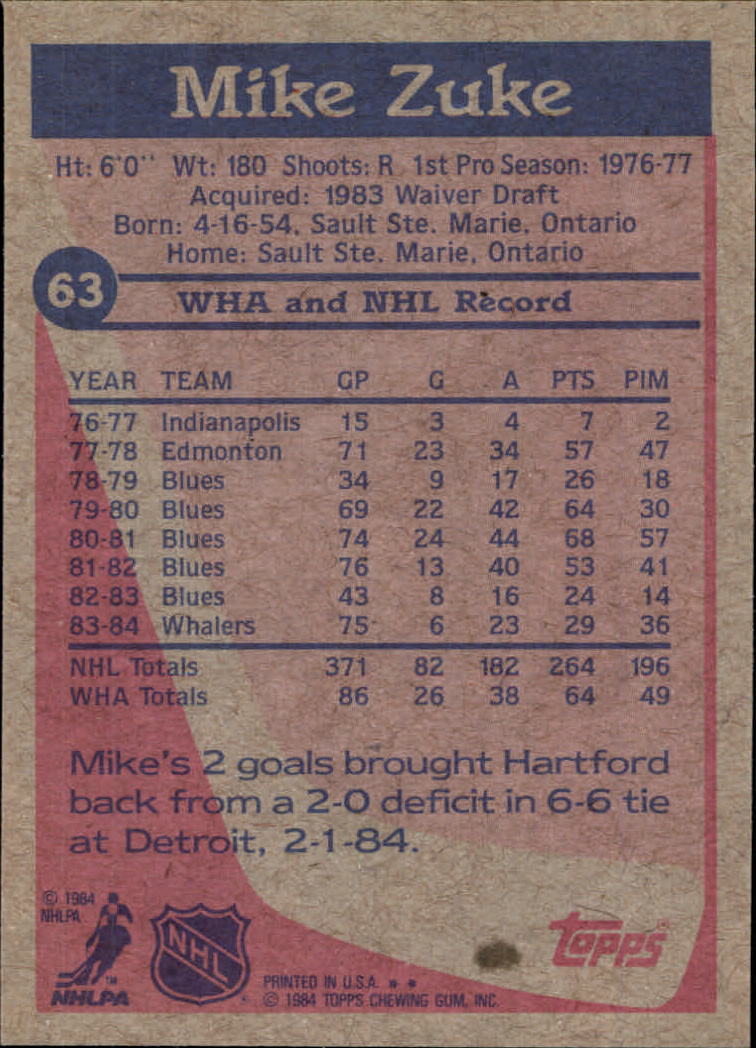 Mike Zuke
Ht: 6'0'' Wt: 180 Shoots: R 1st Pro Season: 1976-77
Acquired: 1983 Waiver Draft
Born: 4-16-54, Sault Ste. Marie, Ontario
Home: Sault Ste. Marie, Ontario
63
WHA and NHL Record
YEAR TEAM GP G A PTS PIM
76-77 Indianapolis 15 3 4 7 2
77-78 Edmonton 71 23 34 57 47
78-79 Blues 34 9 17 26 18
79-80 Blues 69 22 42 64 30
80-81 Blues 74 24 44 68 57
81-82 Blues 76 13 40 53 41
82-83 Blues 43 8 16 24 14
83-84 Whalers 75 6 23 29 36
NHL Totals 371 82 182 264 196
WHA Totals 86 26 38 64 49
Mike's 2 goals brought Hartford
back from a 2-0 deficit in 6-6 tie
at Detroit, 2-1-84.
© 1984
NHLPA
TM
NHLPA
NHL
®
topps®
PRINTED IN U.S.A. * *
© 1984 TOPPS CHEWING GUM, INC.